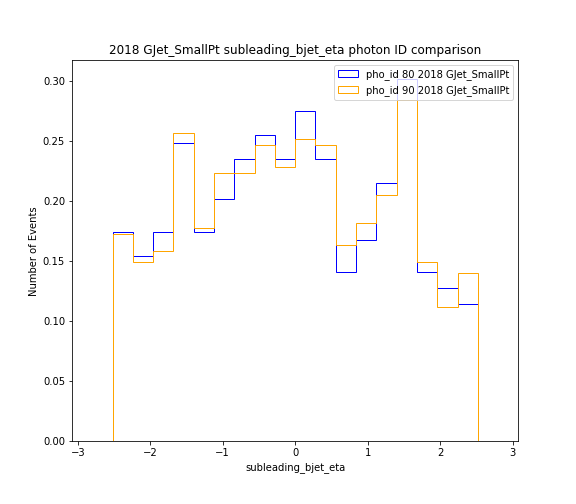 2018 GJet_SmallPt subleading_bjet_eta photon ID comparison
pho_id 80 2018 GJet_SmallPt
pho_id 90 2018 GJet_SmallPt
Number of Events
0.30
0.25
0.20
0.15
0.10
0.05
0.00
−3
−2
−1
0
1
2
3
subleading_bjet_eta